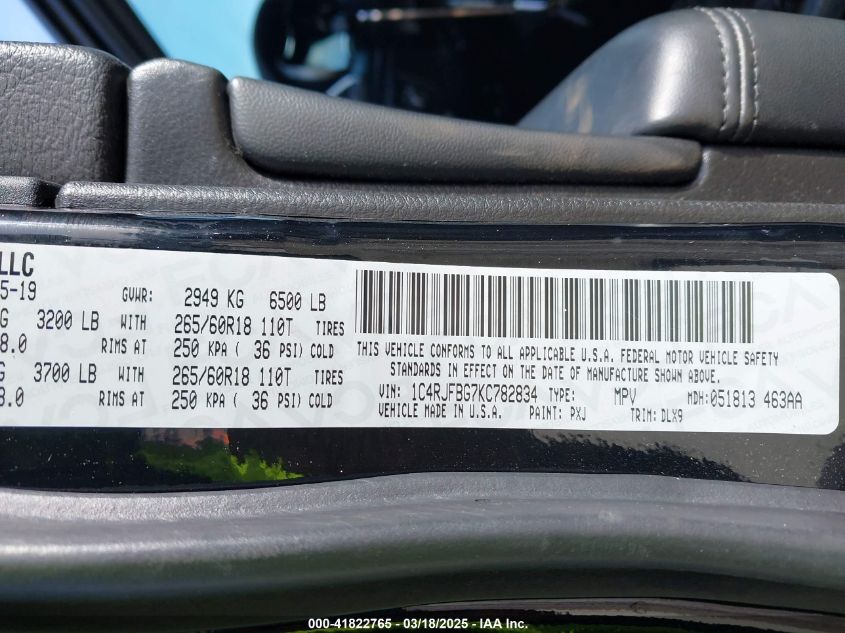 LLC
5-19 GVWR: 2949 KG 6500 LB
G 3200 LB WITH 265/60R18 110T TIRES
8.0 RIMS AT 250 KPA ( 36 PSI) COLD
G 3700 LB WITH 265/60R18 110T TIRES
8.0 RIMS AT 250 KPA ( 36 PSI) COLD
THIS VEHICLE CONFORMS TO ALL APPLICABLE U.S.A. FEDERAL MOTOR VEHICLE SAFETY
STANDARDS IN EFFECT ON THE DATE OF MANUFACTURE SHOWN ABOVE.
VIN: 1C4RJFBG7KC782834 TYPE: MPV MDH: 051813 463AA
VEHICLE MADE IN U.S.A. PAINT: PXJ TRIM: DLX9
000-41822765 - 03/18/2025 - IAA Inc.